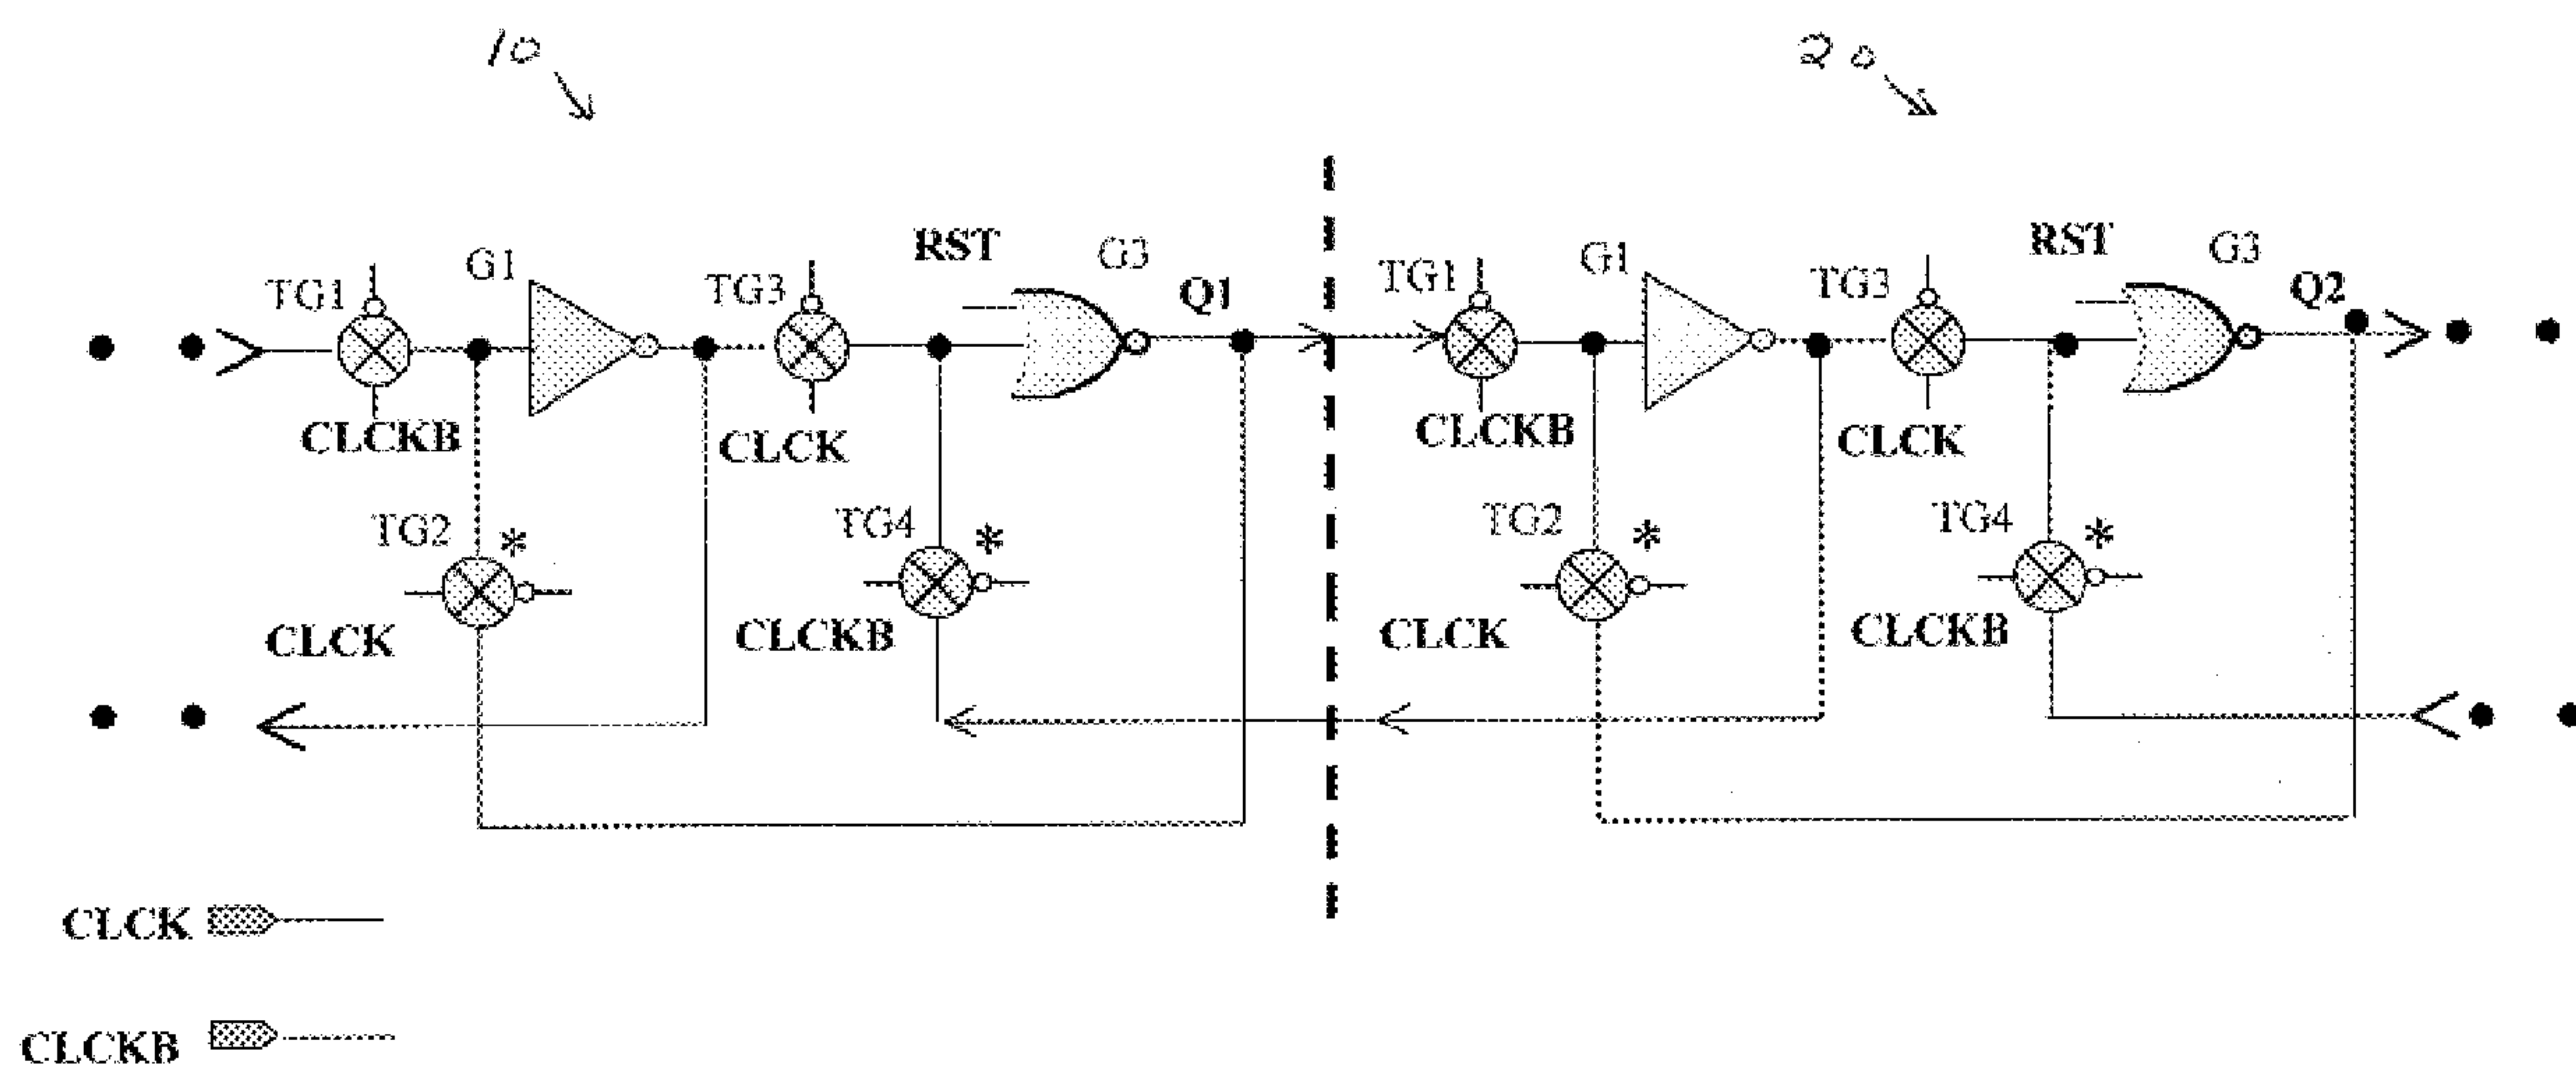 10
20
RST
RST
G3
G3
G1
G1
TG1
TG3
Q1
TG1
TG3
Q2
CLCKB
CLCK
CLCKB
CLCK
TG2 *
TG4 *
TG2 *
TG4 *
CLCK
CLCKB
CLCK
CLCKB
CLCK
CLCKB